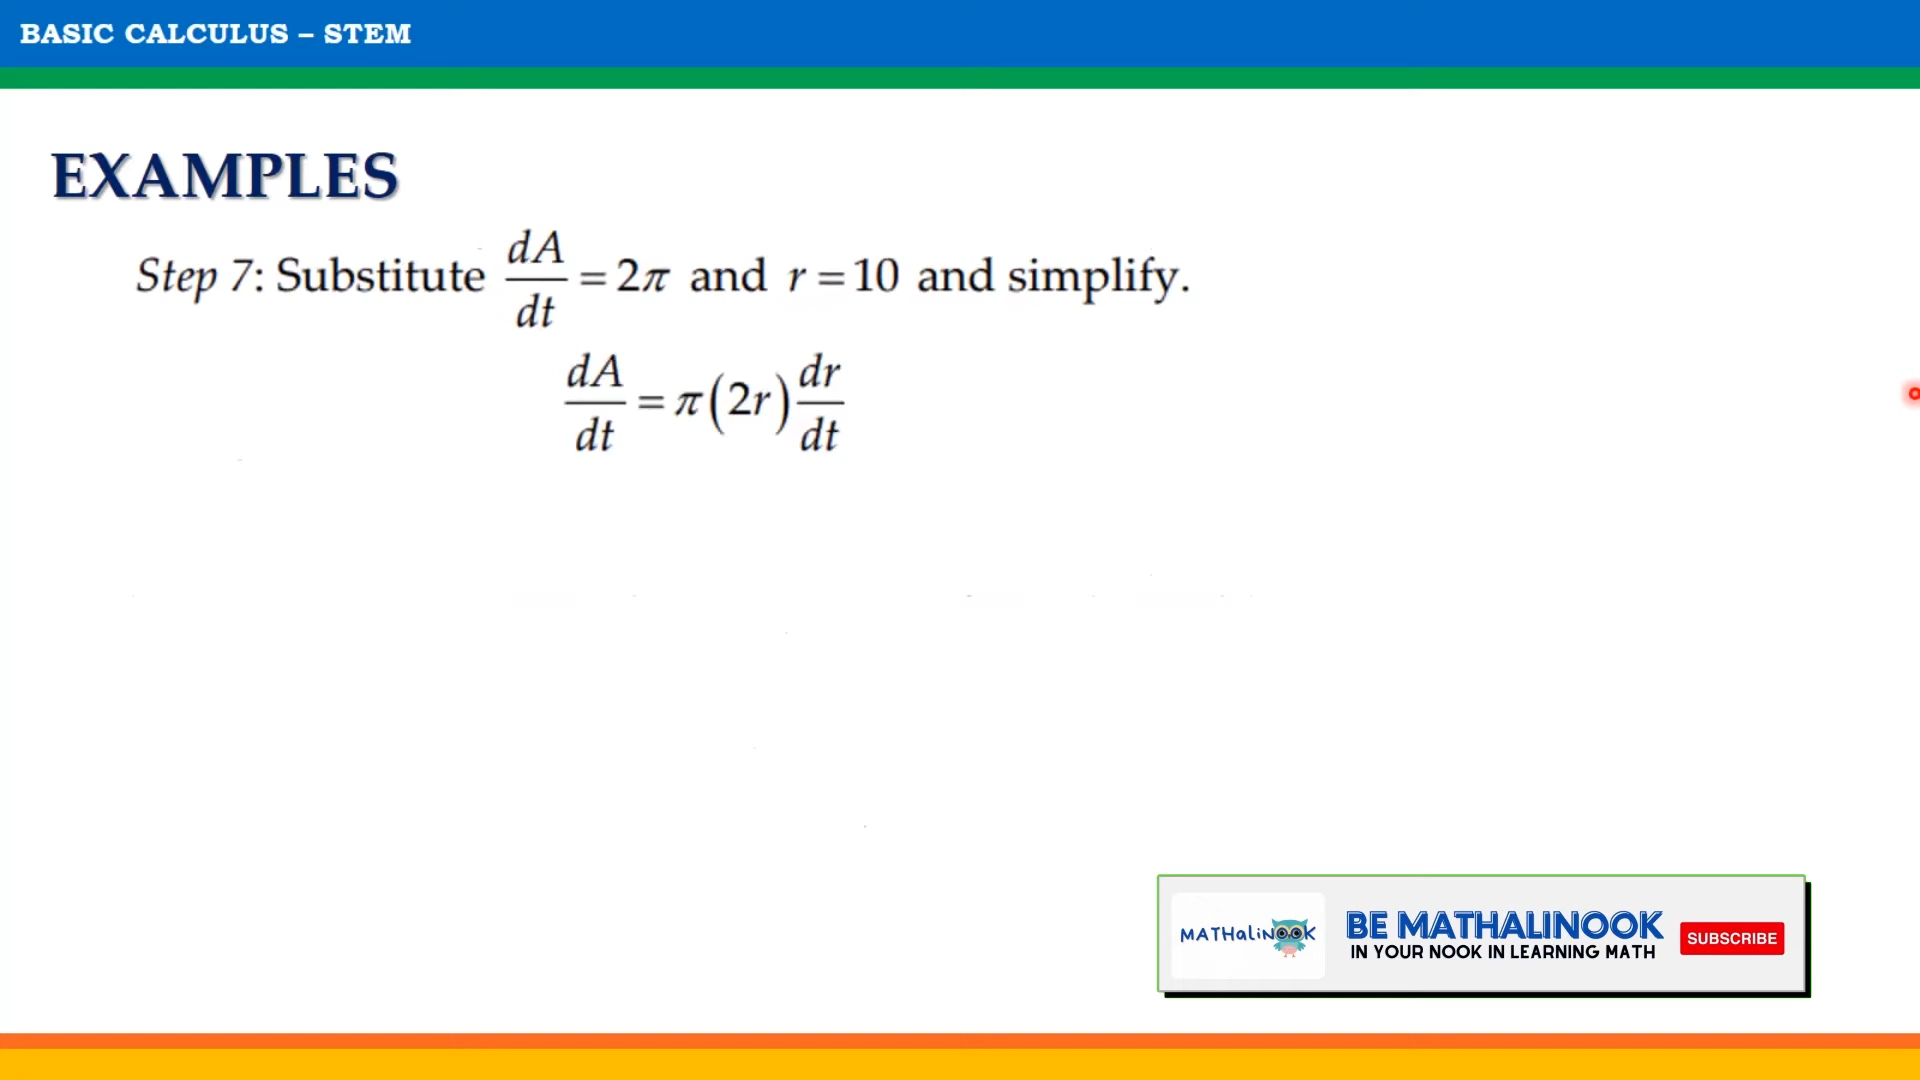 BASIC CALCULUS – STEM
EXAMPLES
Step 7: Substitute dA/dt = 2π and r = 10 and simplify.
dA/dt = π(2r) dr/dt
MATHaliNOOK
BE MATHALINOOK
IN YOUR NOOK IN LEARNING MATH
SUBSCRIBE